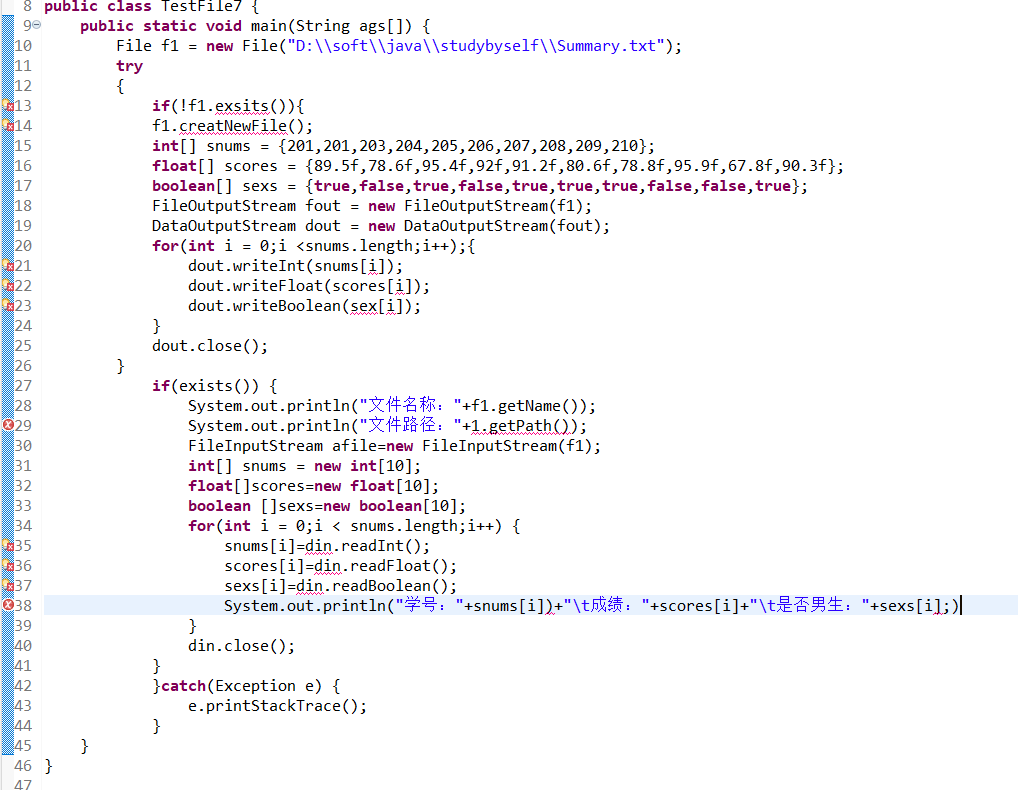 8 public class TestFile7 {
9 public static void main(String ags[]) {
10 File f1 = new File("D:\\soft\\java\\studybyself\\Summary.txt");
11 try
12 {
13 if(!f1.exsits()){
14 f1.creatNewFile();
15 int[] snums = {201,201,203,204,205,206,207,208,209,210};
16 float[] scores = {89.5f,78.6f,95.4f,92f,91.2f,80.6f,78.8f,95.9f,67.8f,90.3f};
17 boolean[] sexs = {true,false,true,false,true,true,true,false,false,true};
18 FileOutputStream fout = new FileOutputStream(f1);
19 DataOutputStream dout = new DataOutputStream(fout);
20 for(int i = 0;i <snums.length;i++);{
21 dout.writeInt(snums[i]);
22 dout.writeFloat(scores[i]);
23 dout.writeBoolean(sex[i]);
24 }
25 dout.close();
26 }
27 if(exists()) {
28 System.out.println("文件名称："+f1.getName());
29 System.out.println("文件路径："+1.getPath());
30 FileInputStream afile=new FileInputStream(f1);
31 int[] snums = new int[10];
32 float[]scores=new float[10];
33 boolean []sexs=new boolean[10];
34 for(int i = 0;i < snums.length;i++) {
35 snums[i]=din.readInt();
36 scores[i]=din.readFloat();
37 sexs[i]=din.readBoolean();
38 System.out.println("学号："+snums[i])+"\t成绩："+scores[i]+"\t是否男生："+sexs[i];)
39 }
40 din.close();
41 }
42 }catch(Exception e) {
43 e.printStackTrace();
44 }
45 }
46 }
47